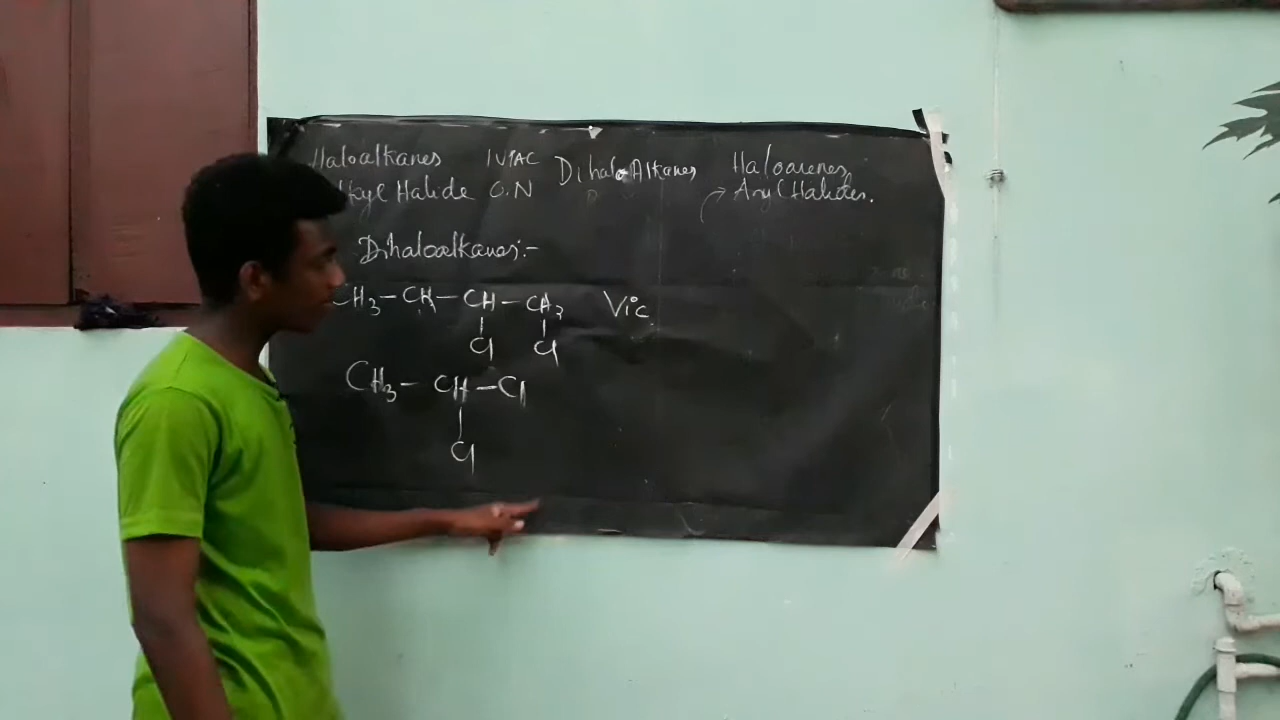 Haloalkanes IUPAC DihaloAlkanes Haloarenes
Alkyl Halide C.N → Aryl Halides.
Dihaloalkanes:-
CH3-CH-CH-CH3 Vic
Cl Cl
CH3-CH-Cl
Cl